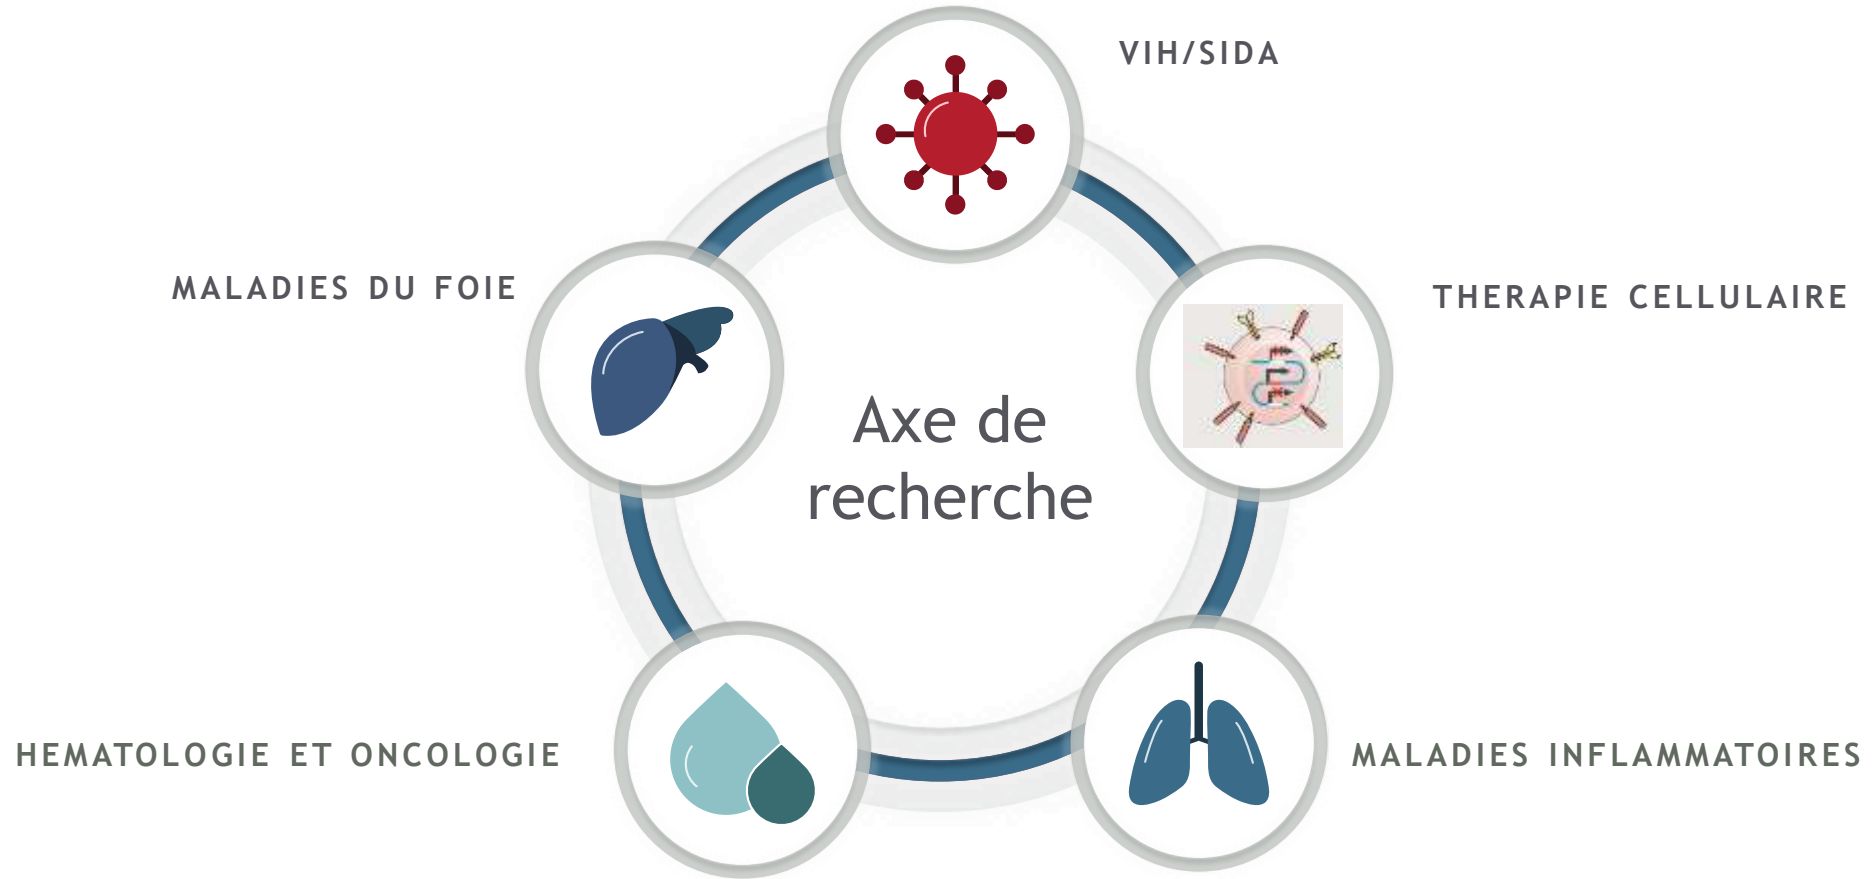 VIH/SIDA
MALADIES DU FOIE
THERAPIE CELLULAIRE
Axe de
recherche
HEMATOLOGIE ET ONCOLOGIE
MALADIES INFLAMMATOIRES